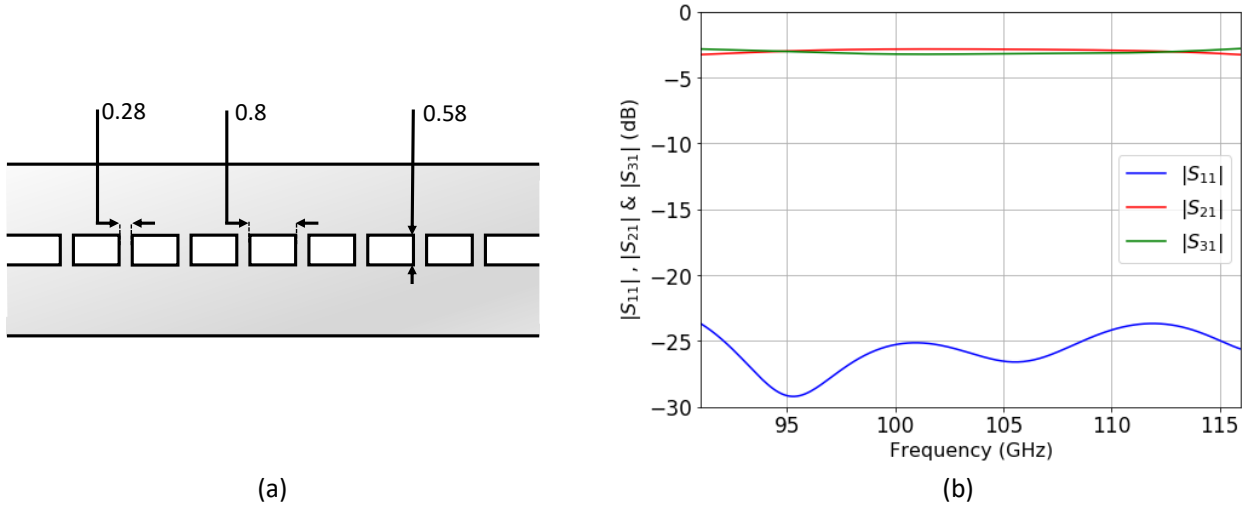 0.28
0.8
0.58
(a)
0
−5
−10
−15
−20
−25
−30
|S₁₁| , |S₂₁| & |S₃₁| (dB)
|S₁₁|
|S₂₁|
|S₃₁|
95
100
105
110
115
Frequency (GHz)
(b)